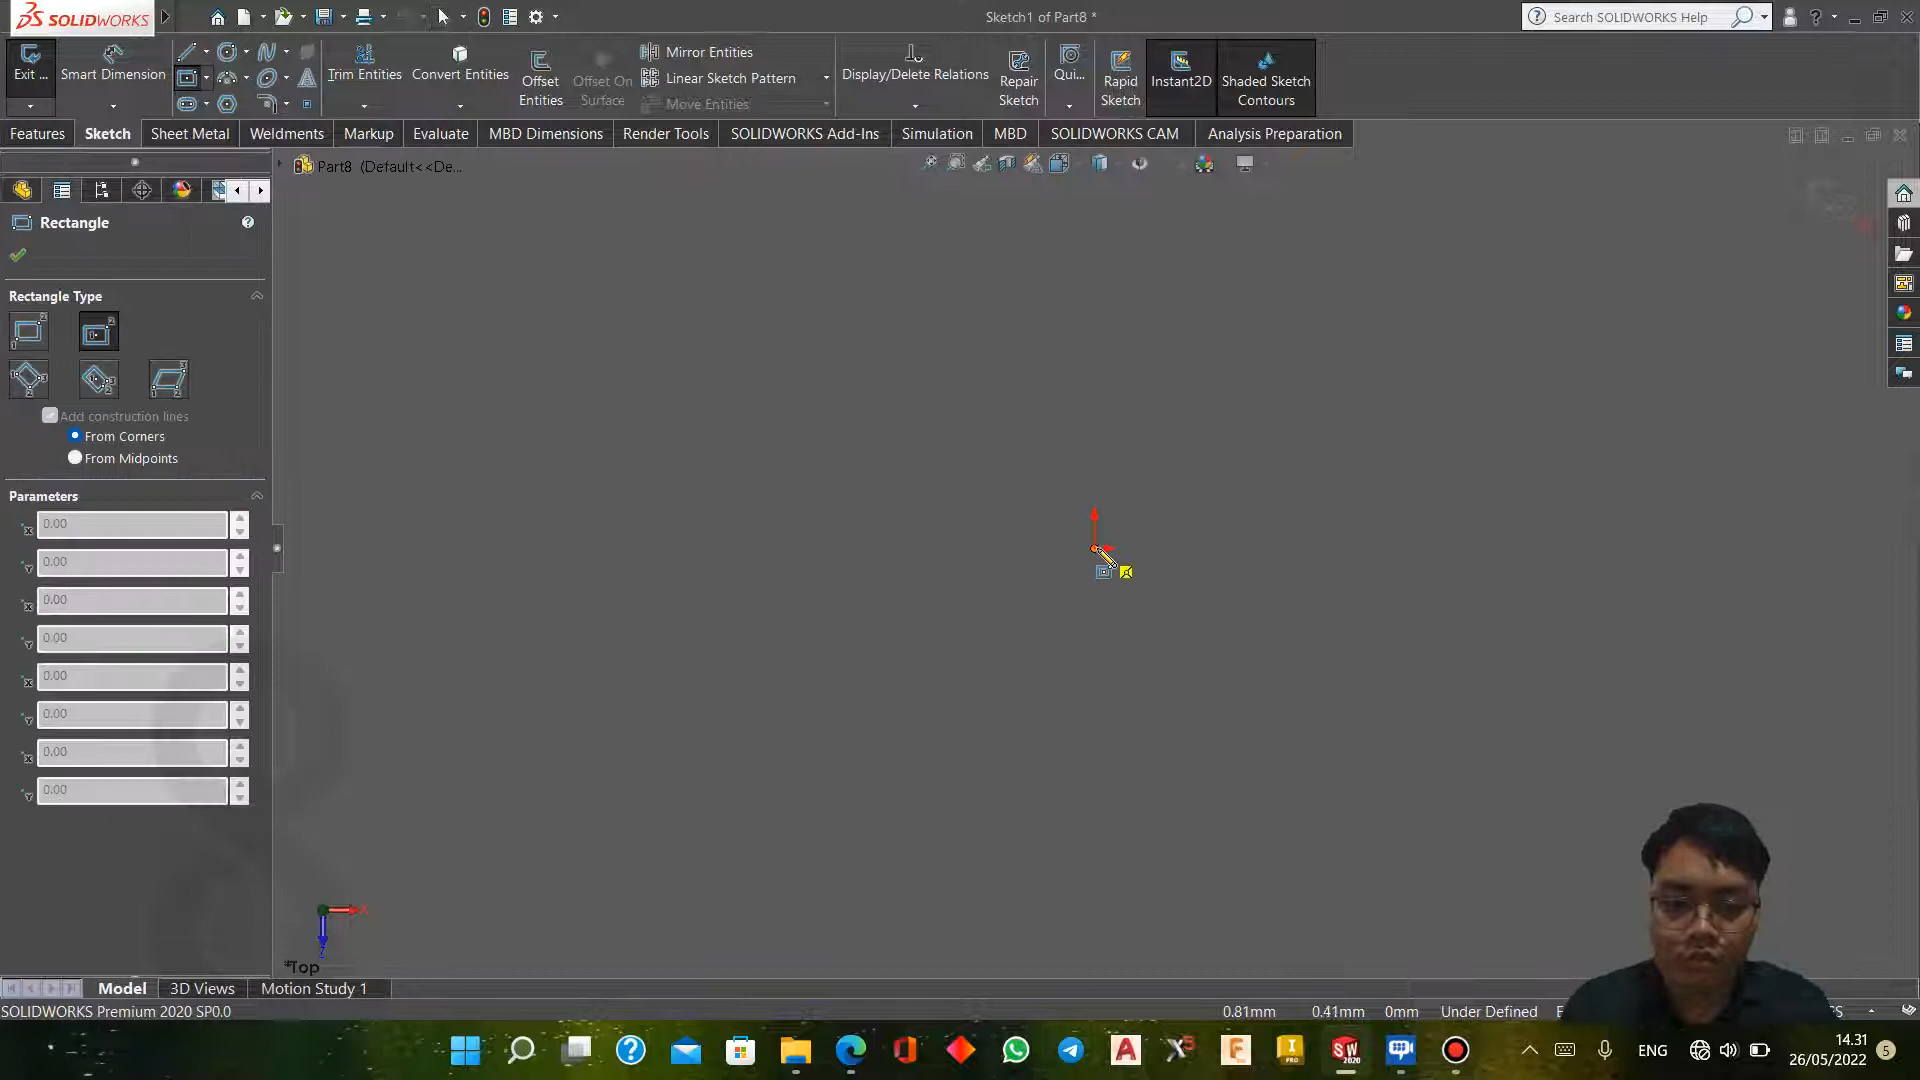 SOLIDWORKS
Sketch1 of Part8 *
Search SOLIDWORKS Help
Exit ...
Smart Dimension
Trim Entities
Convert Entities
Offset Entities
Offset On Surface
Mirror Entities
Linear Sketch Pattern
Move Entities
Display/Delete Relations
Repair Sketch
Qui...
Rapid Sketch
Instant2D
Shaded Sketch Contours
Features
Sketch
Sheet Metal
Weldments
Markup
Evaluate
MBD Dimensions
Render Tools
SOLIDWORKS Add-Ins
Simulation
MBD
SOLIDWORKS CAM
Analysis Preparation
Part8 (Default<<De...
Rectangle
Rectangle Type
Add construction lines
From Corners
From Midpoints
Parameters
0.00
0.00
0.00
0.00
0.00
0.00
0.00
0.00
X
Z
*Top
Model
3D Views
Motion Study 1
SOLIDWORKS Premium 2020 SP0.0
0.81mm
0.41mm
0mm
Under Defined
ENG
14.31
26/05/2022
5